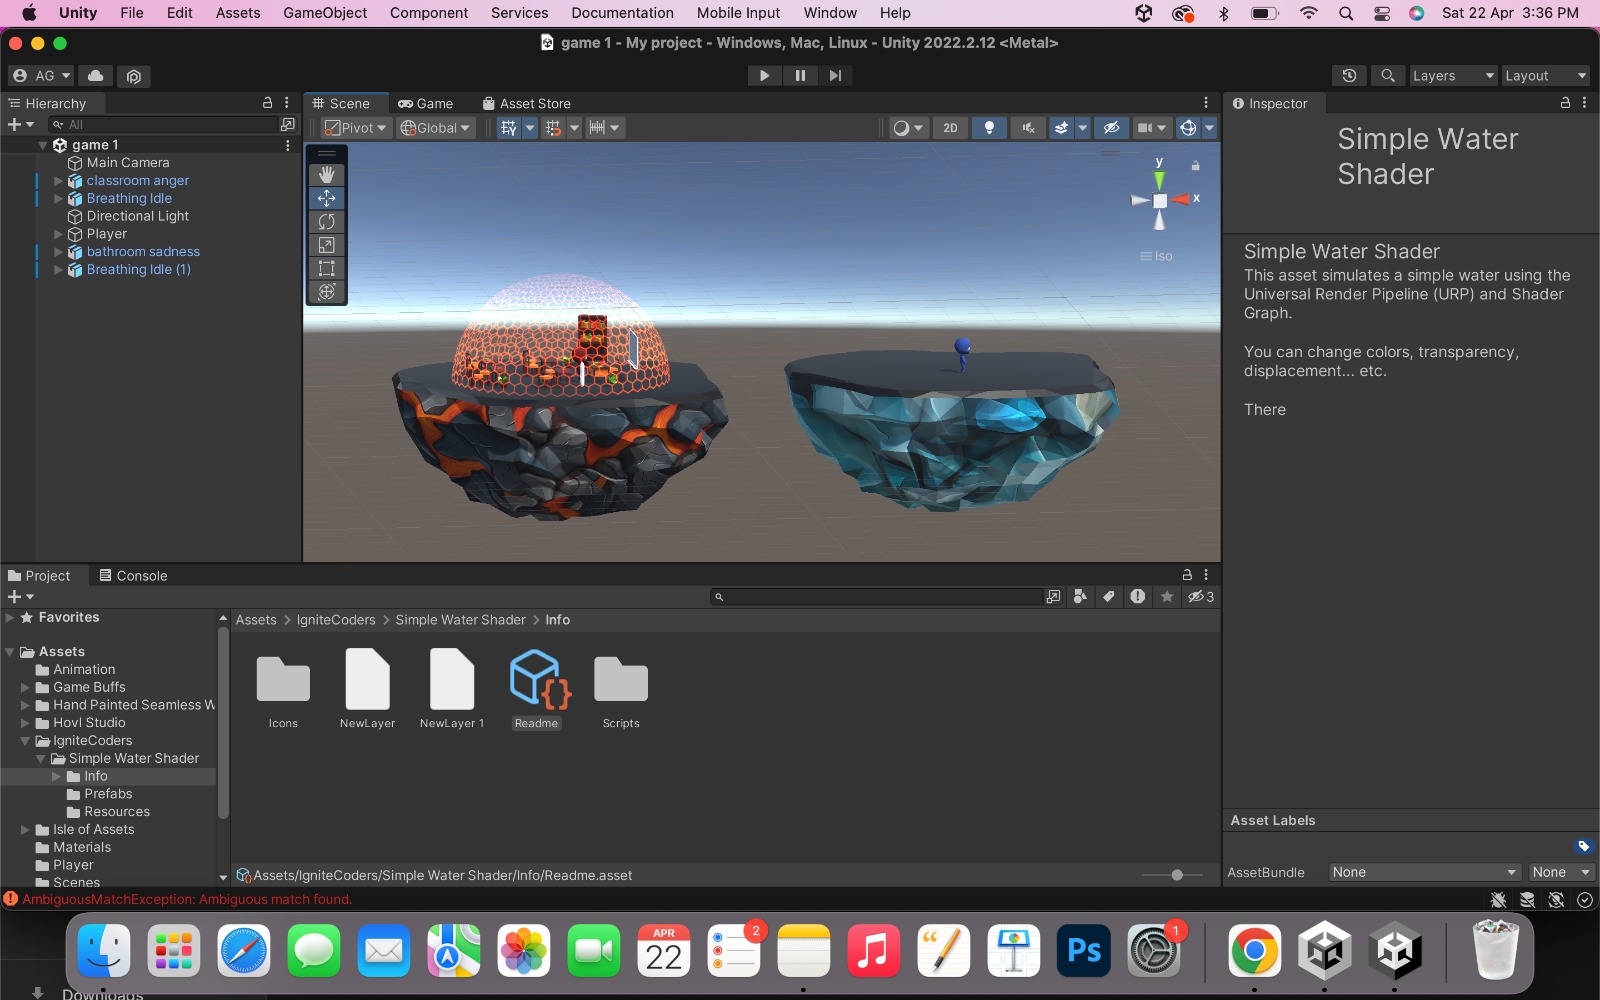 Unity File Edit Assets GameObject Component Services Documentation Mobile Input Window Help Sat 22 Apr 3:36 PM
game 1 - My project - Windows, Mac, Linux - Unity 2022.2.12 <Metal>
AG Layers Layout
Hierarchy
All
game 1
Main Camera
classroom anger
Breathing Idle
Directional Light
Player
bathroom sadness
Breathing Idle (1)
Scene Game Asset Store
Pivot Global 2D
y
x
Iso
Inspector
Simple Water
Shader
Simple Water Shader
This asset simulates a simple water using the
Universal Render Pipeline (URP) and Shader
Graph.
You can change colors, transparency,
displacement... etc.
There
Asset Labels
AssetBundle None None
Project Console
3
Favorites
Assets
Animation
Game Buffs
Hand Painted Seamless W
Hovl Studio
IgniteCoders
Simple Water Shader
Info
Prefabs
Resources
Isle of Assets
Materials
Player
Scenes
Assets > IgniteCoders > Simple Water Shader > Info
Icons NewLayer NewLayer 1 Readme Scripts
Assets/IgniteCoders/Simple Water Shader/Info/Readme.asset
AmbiguousMatchException: Ambiguous match found.
APR
22
2
Ps
1
Downloads